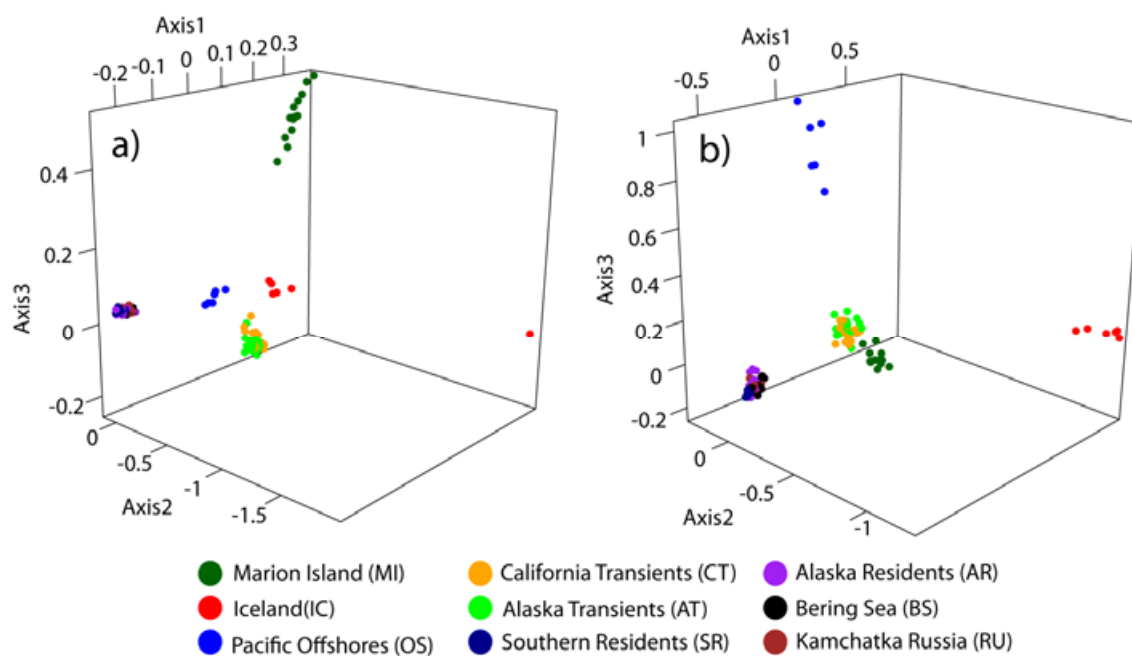 Axis1
-0.2 -0.1 0 0.1 0.2 0.3
a)
Axis3
0.4
0.2
0
-0.2
0
-0.5
-1
-1.5
Axis2
Axis1
-0.5 0 0.5
b)
Axis3
1
0.8
0.6
0.4
0.2
0
-0.2
0
-0.5
-1
Axis2
Marion Island (MI) California Transients (CT) Alaska Residents (AR)
Iceland(IC) Alaska Transients (AT) Bering Sea (BS)
Pacific Offshores (OS) Southern Residents (SR) Kamchatka Russia (RU)